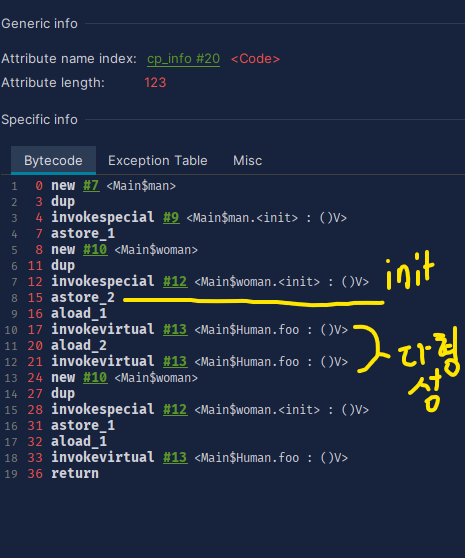 Generic info
Attribute name index: cp_info #20 <Code>
Attribute length: 123
Specific info
Bytecode Exception Table Misc
1 0 new #7 <Main$man>
2 3 dup
3 4 invokespecial #9 <Main$man.<init> : ()V>
4 7 astore_1
5 8 new #10 <Main$woman>
6 11 dup
7 12 invokespecial #12 <Main$woman.<init> : ()V>
8 15 astore_2
init
9 16 aload_1
10 17 invokevirtual #13 <Main$Human.foo : ()V>
11 20 aload_2
12 21 invokevirtual #13 <Main$Human.foo : ()V>
다형성
13 24 new #10 <Main$woman>
14 27 dup
15 28 invokespecial #12 <Main$woman.<init> : ()V>
16 31 astore_1
17 32 aload_1
18 33 invokevirtual #13 <Main$Human.foo : ()V>
19 36 return